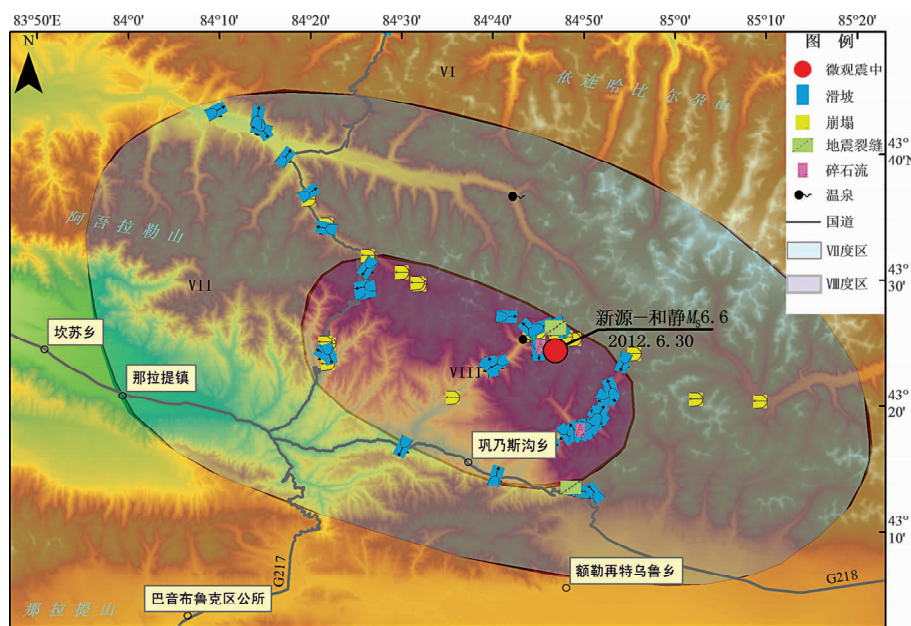 83°50′E
84°0′
84°10′
84°20′
84°30′
84°40′
84°50′
85°0′
85°10′
85°20′
N
VI
依连哈比尔尕山
图 例
微观震中
滑坡
崩塌
地震裂缝
碎石流
温泉
国道
Ⅶ度区
Ⅷ度区
43°
40′N
阿吾拉勒山
VII
43°
30′
新源—和静Ms6.6
2012.6.30
坎苏乡
那拉提镇
VIII
43°
20′
巩乃斯沟乡
43°
10′
额勒再特乌鲁乡
G217
G218
巴音布鲁克区公所
那拉提山